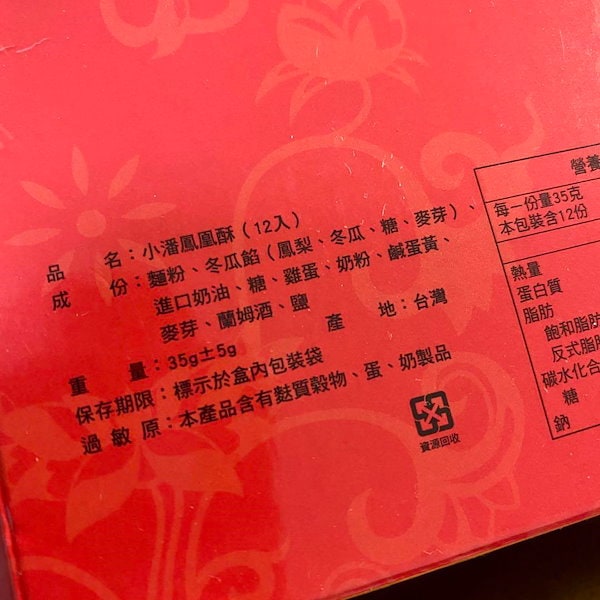 品　　名：小潘鳳凰酥（12入）
成　　份：麵粉、冬瓜餡（鳳梨、冬瓜、糖、麥芽）、
進口奶油、糖、雞蛋、奶粉、鹹蛋黃、
麥芽、蘭姆酒、鹽
重　　量：35g±5g　　產　　地：台灣
保存期限：標示於盒內包裝袋
過 敏 原：本產品含有麩質穀物、蛋、奶製品
資源回收
營養
每一份量35克
本包裝含12份
熱量
蛋白質
脂肪
飽和脂肪
反式脂肪
碳水化合
糖
鈉